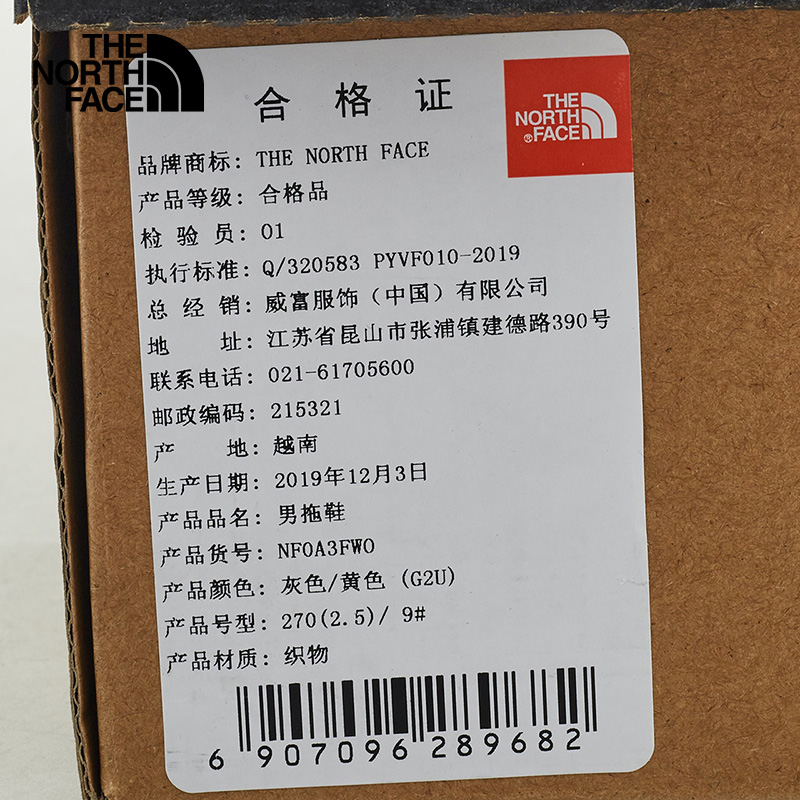 THE
NORTH
FACE
合格证
THE
NORTH
®FACE
品牌商标: THE NORTH FACE
产品等级: 合格品
检验员: 01
执行标准: Q/320583 PYVF010-2019
总经销: 威富服饰（中国）有限公司
地址: 江苏省昆山市张浦镇建德路390号
联系电话: 021-61705600
邮政编码: 215321
产地: 越南
生产日期: 2019年12月3日
产品品名: 男拖鞋
产品货号: NF0A3FWO
产品颜色: 灰色/黄色 (G2U)
产品号型: 270(2.5)/ 9#
产品材质: 织物
6 907096 289682